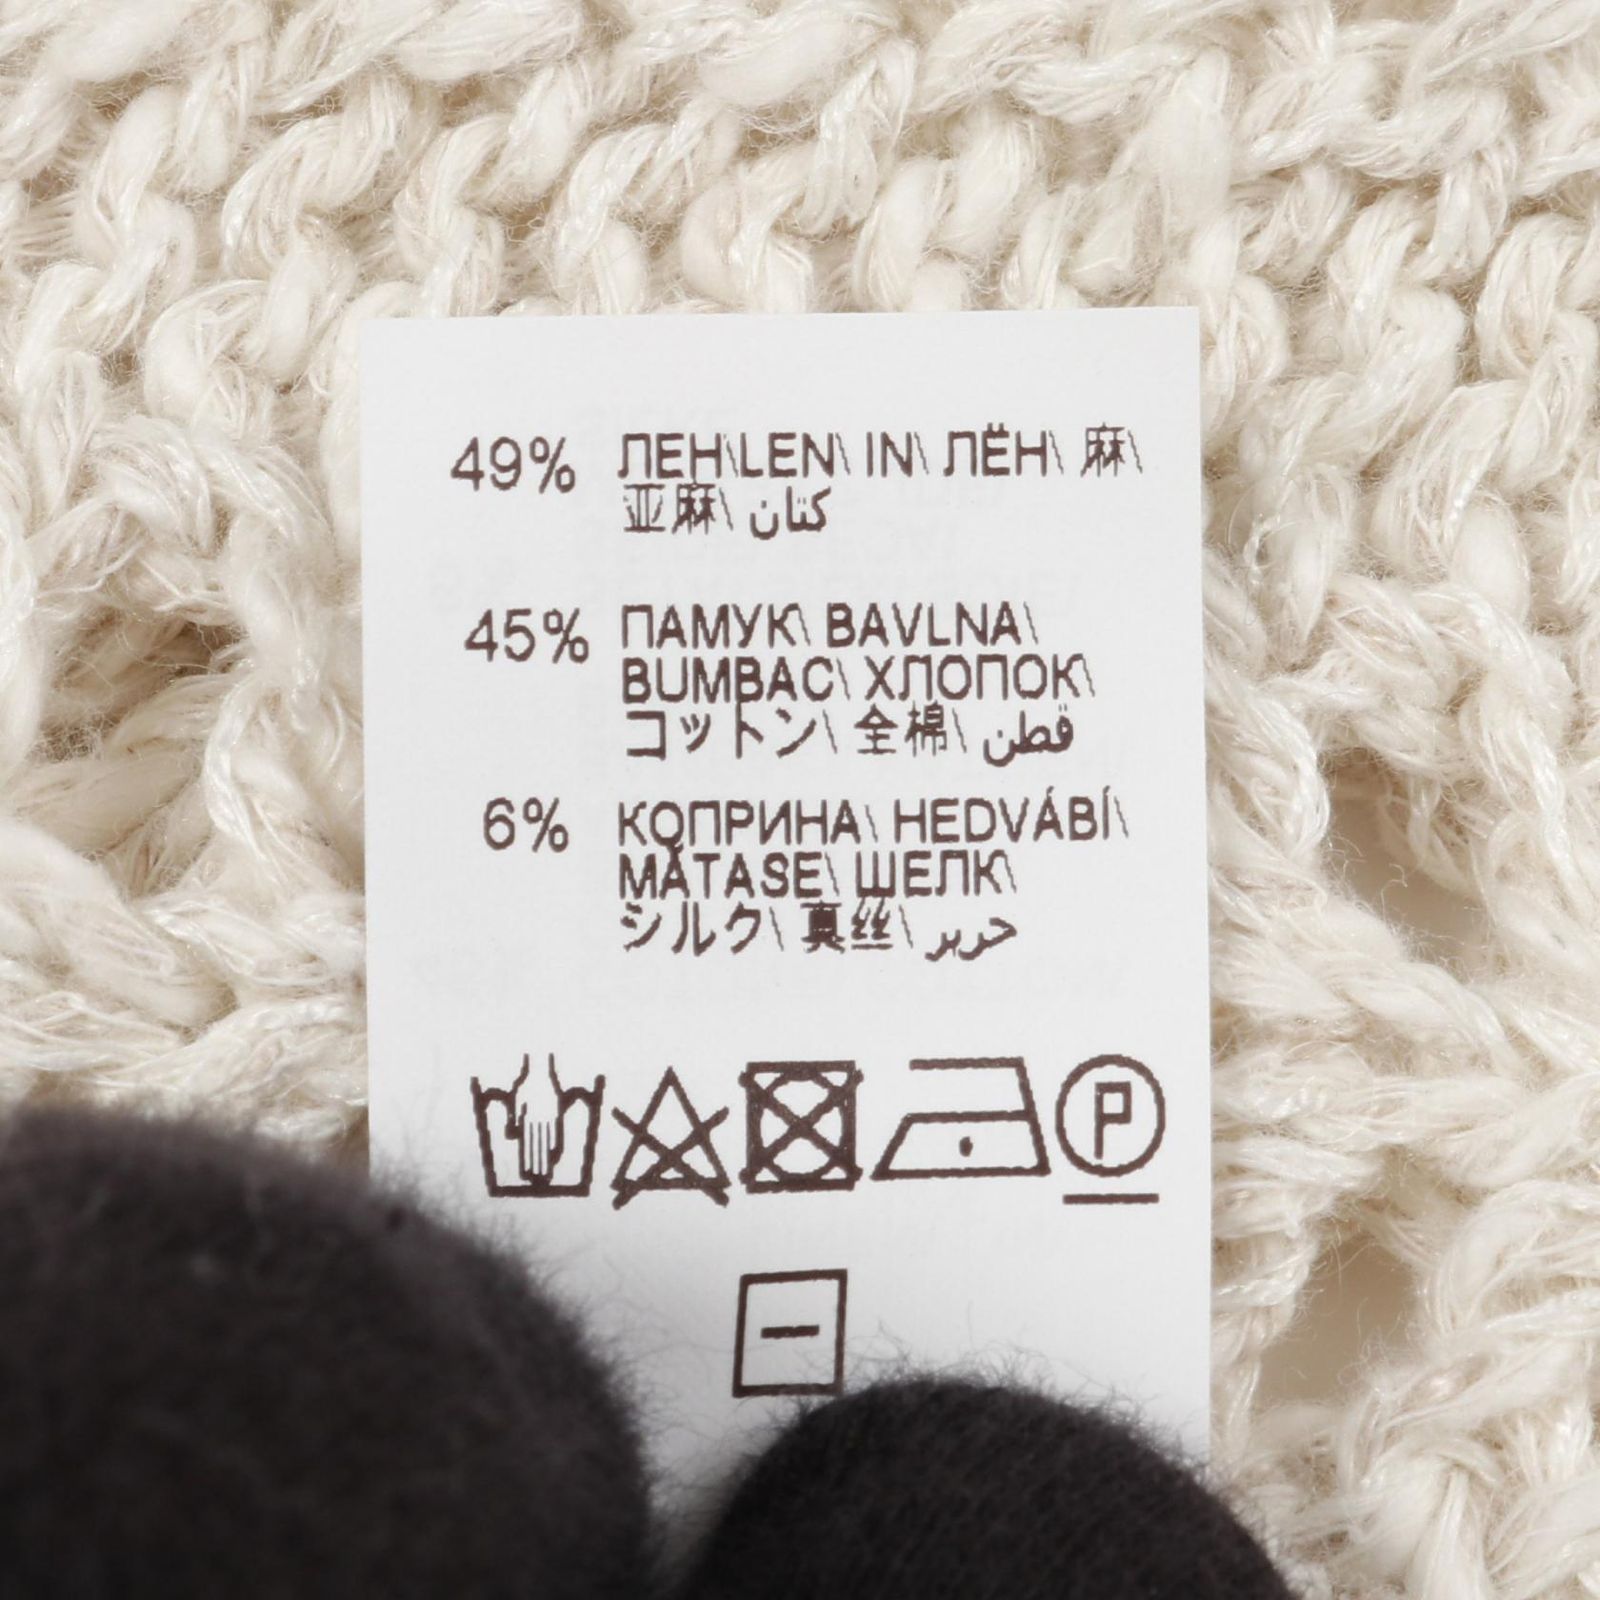 49% ЛЕН\LEN\ IN\ ЛЁН\ 麻\
亚麻\ كتان
45% ПАМУК\ BAVLNA\
BUMBAC\ ХЛОПОК\
コットン\ 全棉\ قطن
6% КОПРИНА\ HEDVÁBÍ\
MĂTASE\ ШЕЛК\
シルク\ 真丝\ حرير
P